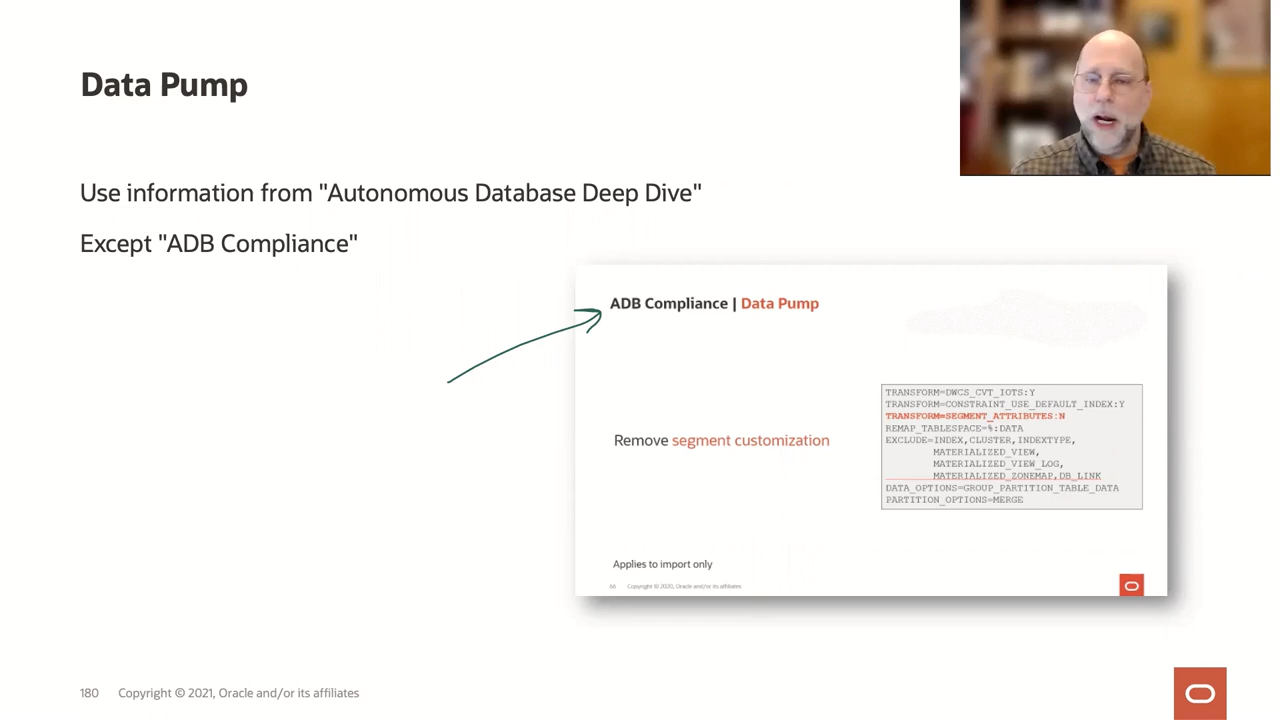 Data Pump
Use information from "Autonomous Database Deep Dive"
Except "ADB Compliance"
ADB Compliance | Data Pump
Remove segment customization
TRANSFORM=DWCS_CVT_IOTS:Y
TRANSFORM=CONSTRAINT_USE_DEFAULT_INDEX:Y
TRANSFORM=SEGMENT_ATTRIBUTES:N
REMAP_TABLESPACE=%:DATA
EXCLUDE=INDEX,CLUSTER,INDEXTYPE,
MATERIALIZED_VIEW,
MATERIALIZED_VIEW_LOG,
MATERIALIZED_ZONEMAP,DB_LINK
DATA_OPTIONS=GROUP_PARTITION_TABLE_DATA
PARTITION_OPTIONS=MERGE
Applies to import only
66 Copyright © 2020, Oracle and/or its affiliates
180 Copyright © 2021, Oracle and/or its affiliates